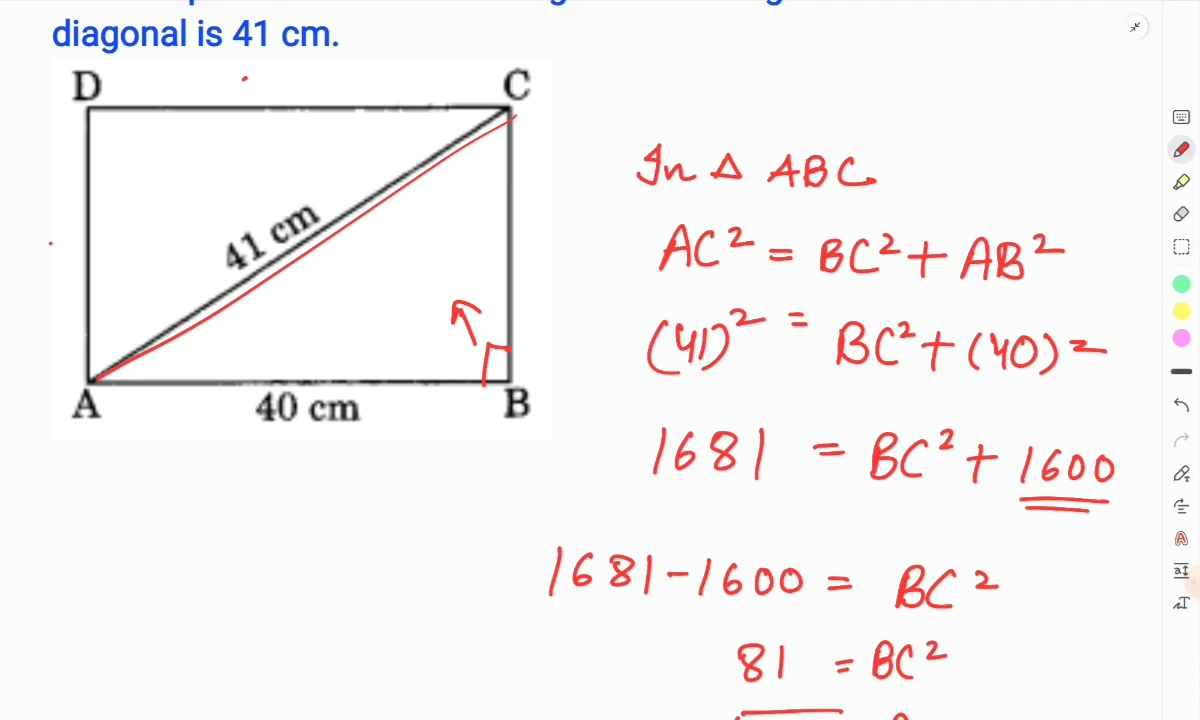 diagonal is 41 cm.
D
C
41 cm
A
40 cm
B
In Δ ABC
AC² = BC² + AB²
(41)² = BC² + (40)²
1681 = BC² + 1600
1681 - 1600 = BC²
81 = BC²